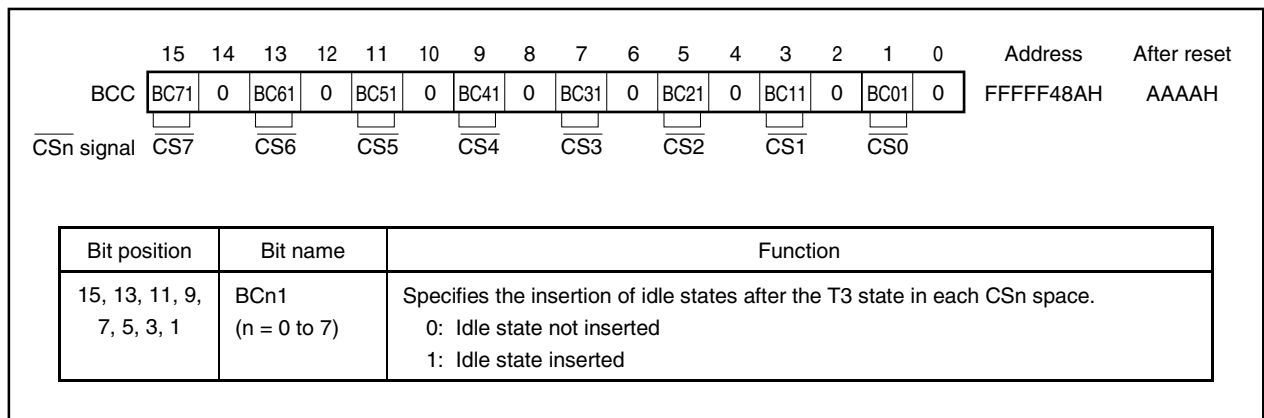 15 14 13 12 11 10 9 8 7 6 5 4 3 2 1 0 Address After reset
BCC BC71 0 BC61 0 BC51 0 BC41 0 BC31 0 BC21 0 BC11 0 BC01 0 FFFFF48AH AAAAH
CSn signal CS7 CS6 CS5 CS4 CS3 CS2 CS1 CS0
Bit position Bit name Function
15, 13, 11, 9, BCn1 Specifies the insertion of idle states after the T3 state in each CSn space.
7, 5, 3, 1 (n = 0 to 7) 0: Idle state not inserted
1: Idle state inserted